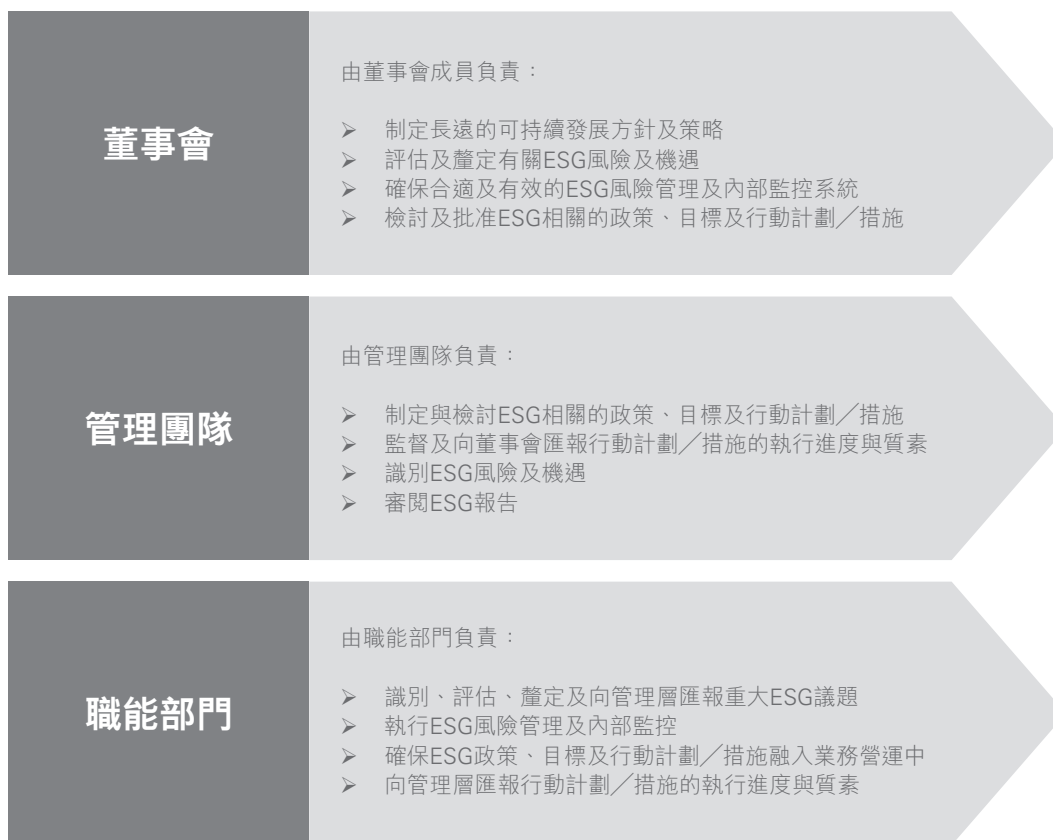 董事會
由董事會成員負責：
➢ 制定長遠的可持續發展方針及策略
➢ 評估及釐定有關ESG風險及機遇
➢ 確保合適及有效的ESG風險管理及內部監控系統
➢ 檢討及批准ESG相關的政策、目標及行動計劃╱措施
管理團隊
由管理團隊負責：
➢ 制定與檢討ESG相關的政策、目標及行動計劃╱措施
➢ 監督及向董事會匯報行動計劃╱措施的執行進度與質素
➢ 識別ESG風險及機遇
➢ 審閱ESG報告
職能部門
由職能部門負責：
➢ 識別、評估、釐定及向管理層匯報重大ESG議題
➢ 執行ESG風險管理及內部監控
➢ 確保ESG政策、目標及行動計劃╱措施融入業務營運中
➢ 向管理層匯報行動計劃╱措施的執行進度與質素